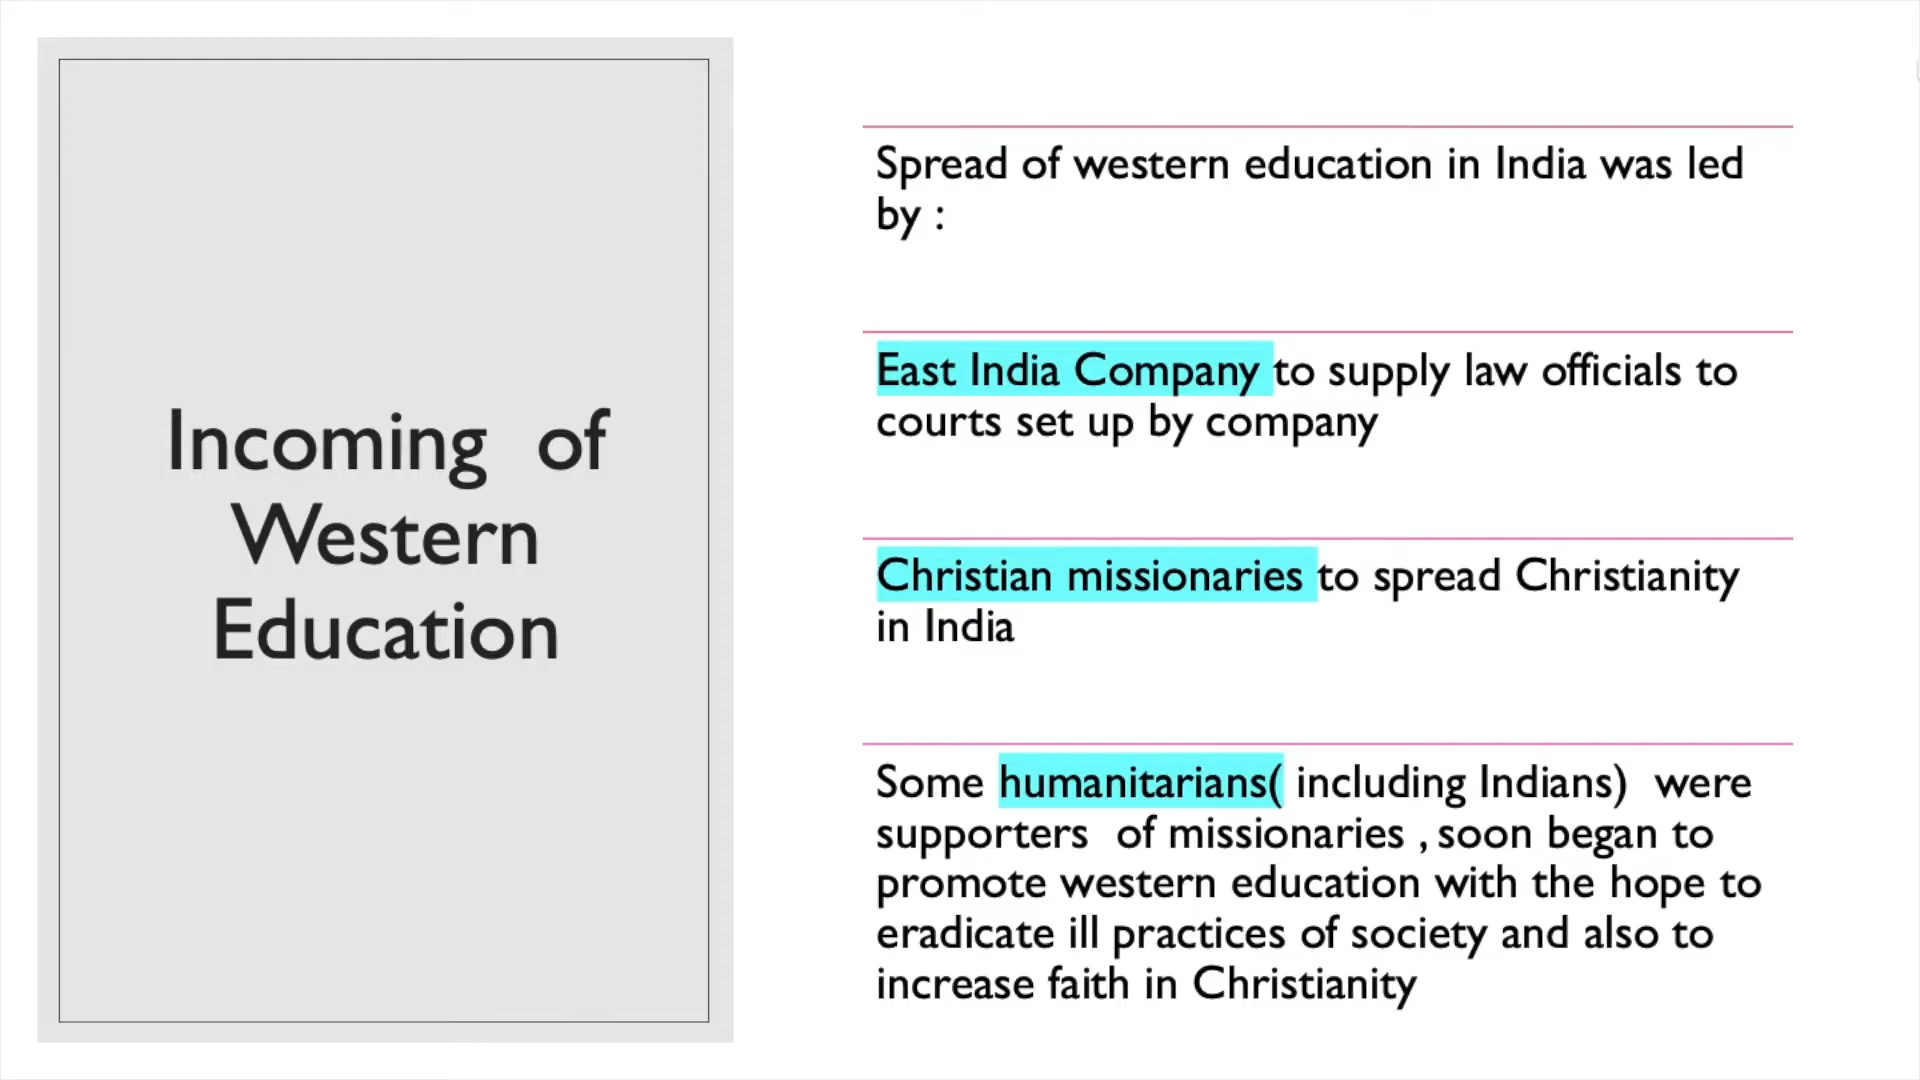 Incoming of
Western
Education
Spread of western education in India was led
by :
East India Company to supply law officials to
courts set up by company
Christian missionaries to spread Christianity
in India
Some humanitarians( including Indians) were
supporters of missionaries , soon began to
promote western education with the hope to
eradicate ill practices of society and also to
increase faith in Christianity